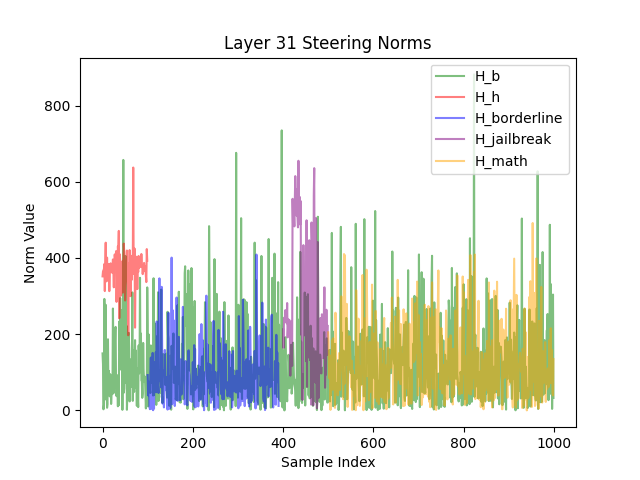 Layer 31 Steering Norms
H_b
H_h
H_borderline
H_jailbreak
H_math
Norm Value
800
600
400
200
0
0
200
400
600
800
1000
Sample Index